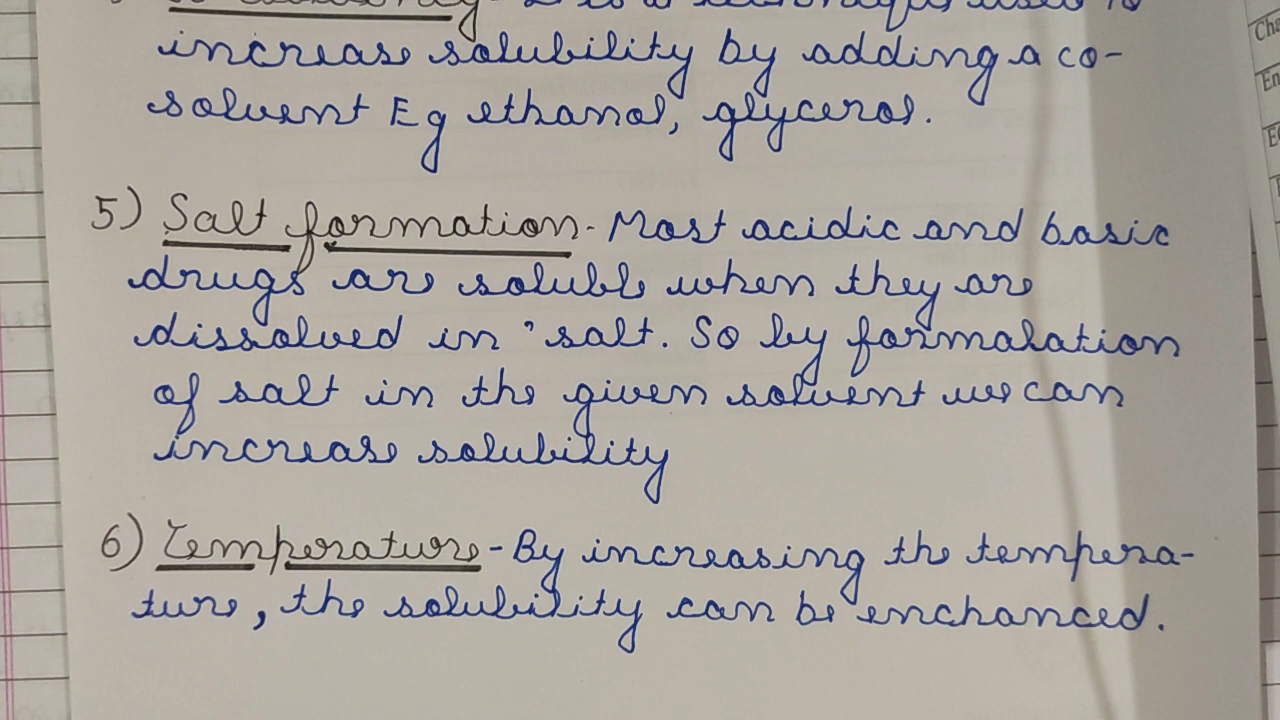 increase solubility by adding a co-
solvent Eg ethanol, glycerol.
5) Salt formation - Most acidic and basic
drugs are soluble when they are
dissolved in salt. So by formalation
of salt in the given solvent we can
increase solubility
6) Temperature - By increasing the tempera-
ture, the solubility can be enchanced.